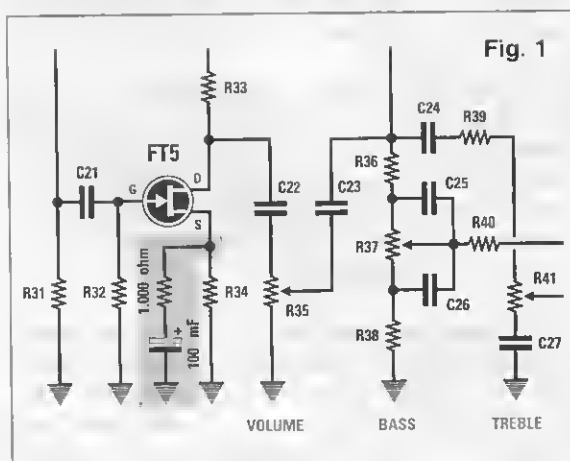 Fig. 1
R33
C24
R39
C21
FT5
G
D
S
C22
C23
R36
C25
R37
R40
R31
R32
1.000 ohm
+
100 mF
R34
R35
C26
R41
R38
C27
VOLUME
BASS
TREBLE